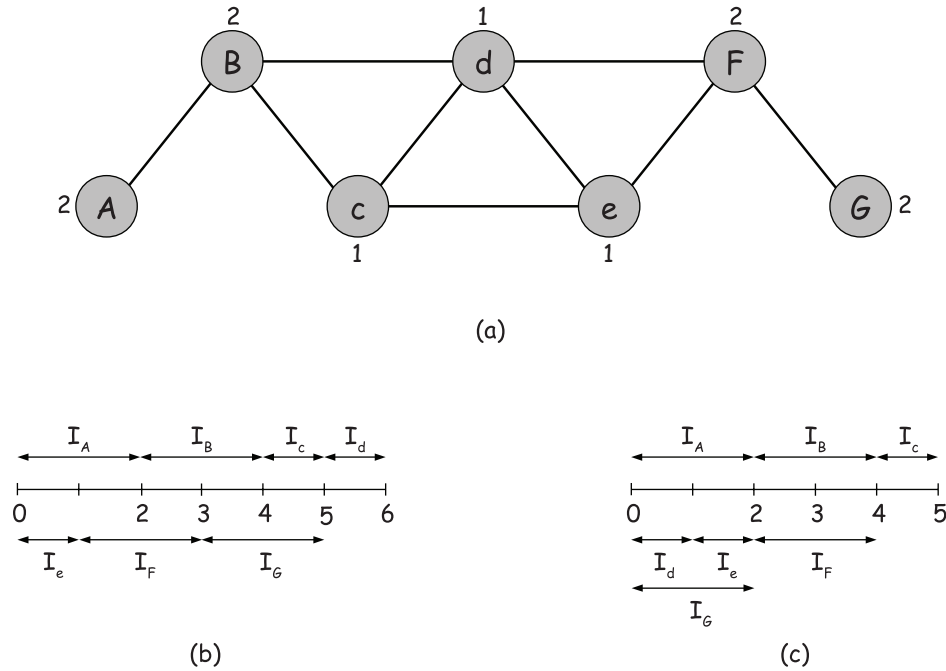 2 1 2
B d F
2 A c e G 2
1 1
(a)
I_A I_B I_c I_d
0 2 3 4 5 6
I_e I_F I_G
(b)
I_A I_B I_c
0 2 3 4 5
I_d I_e I_F
I_G
(c)